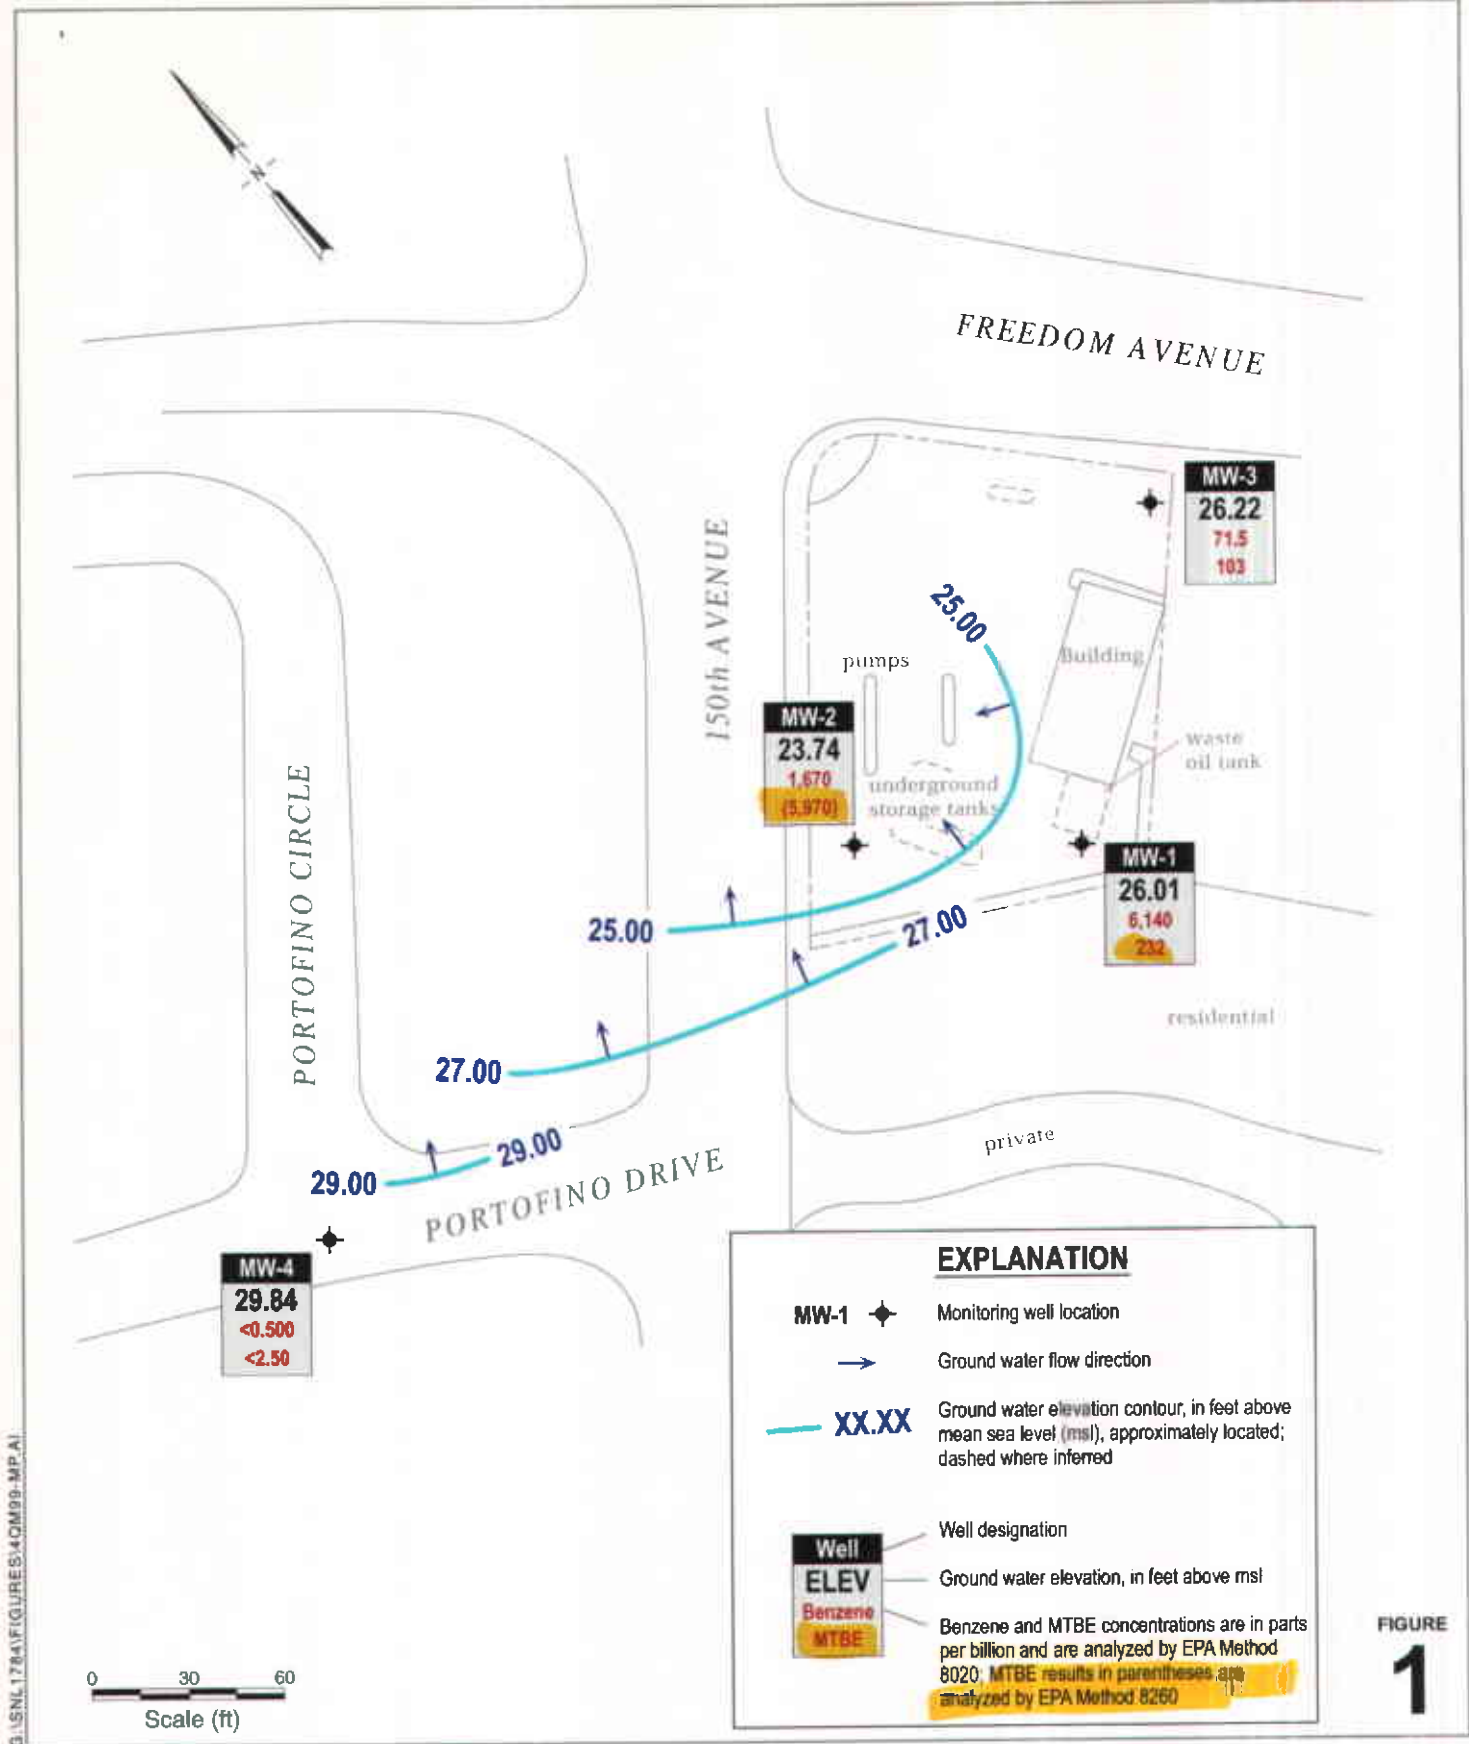 N
FREEDOM AVENUE
MW-3
26.22
71.5
103
150th AVENUE
25.00
Building
pumps
MW-2
23.74
1,670
(5,970)
underground
storage tanks
waste
oil tank
MW-1
26.01
6,140
232
PORTOFINO CIRCLE
25.00
27.00
residential
27.00
29.00
29.00
PORTOFINO DRIVE
private
MW-4
29.84
<0.500
<2.50
EXPLANATION
MW-1
Monitoring well location
Ground water flow direction
XX.XX
Ground water elevation contour, in feet above
mean sea level (msl), approximately located;
dashed where inferred
Well
ELEV
Benzene
MTBE
Well designation
Ground water elevation, in feet above msl
Benzene and MTBE concentrations are in parts
per billion and are analyzed by EPA Method
8020; MTBE results in parentheses are
analyzed by EPA Method 8260
0 30 60
Scale (ft)
FIGURE
1
G:\SNL1784\FIGURES\4QM99-MP.AI